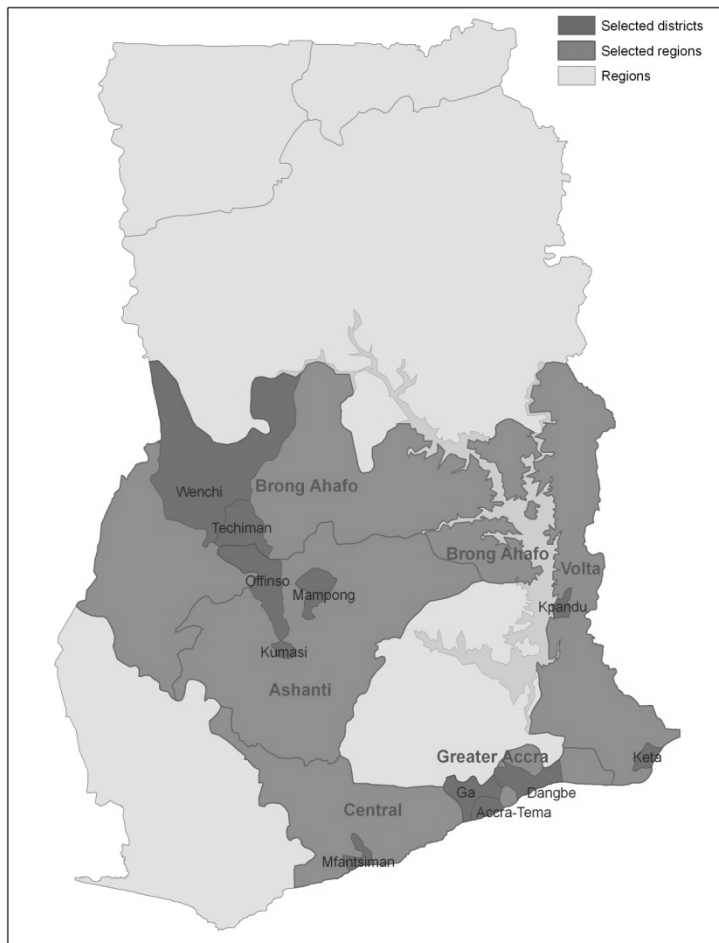 Selected districts
Selected regions
Regions
Wenchi
Brong Ahafo
Techiman
Brong Ahafo
Volta
Offinso
Mampong
Kpandu
Kumasi
Ashanti
Greater Accra
Keta
Ga
Dangbe
Central
Accra-Tema
Mfantsiman